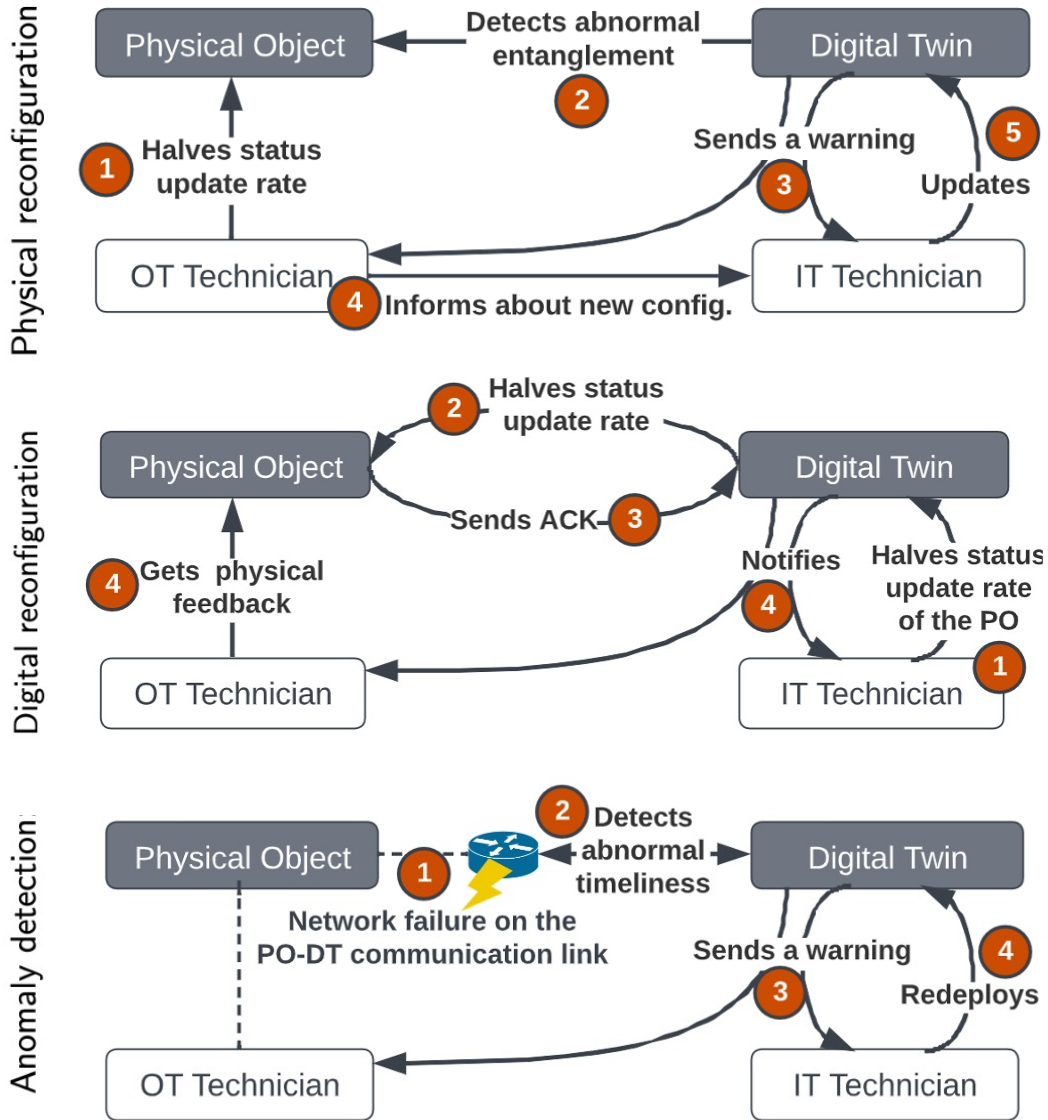 Physical reconfiguration
Physical Object
Detects abnormal
entanglement
2
Digital Twin
1
Halves status
update rate
Sends a warning
3
5
Updates
OT Technician
4
Informs about new config.
IT Technician
Digital reconfiguration
2
Halves status
update rate
Physical Object
Digital Twin
Sends ACK
3
4
Gets physical
feedback
Notifies
4
Halves status
update rate
of the PO
1
OT Technician
IT Technician
Anomaly detection:
Physical Object
1
2
Detects
abnormal
timeliness
Digital Twin
Network failure on the
PO-DT communication link
Sends a warning
3
4
Redeploys
OT Technician
IT Technician